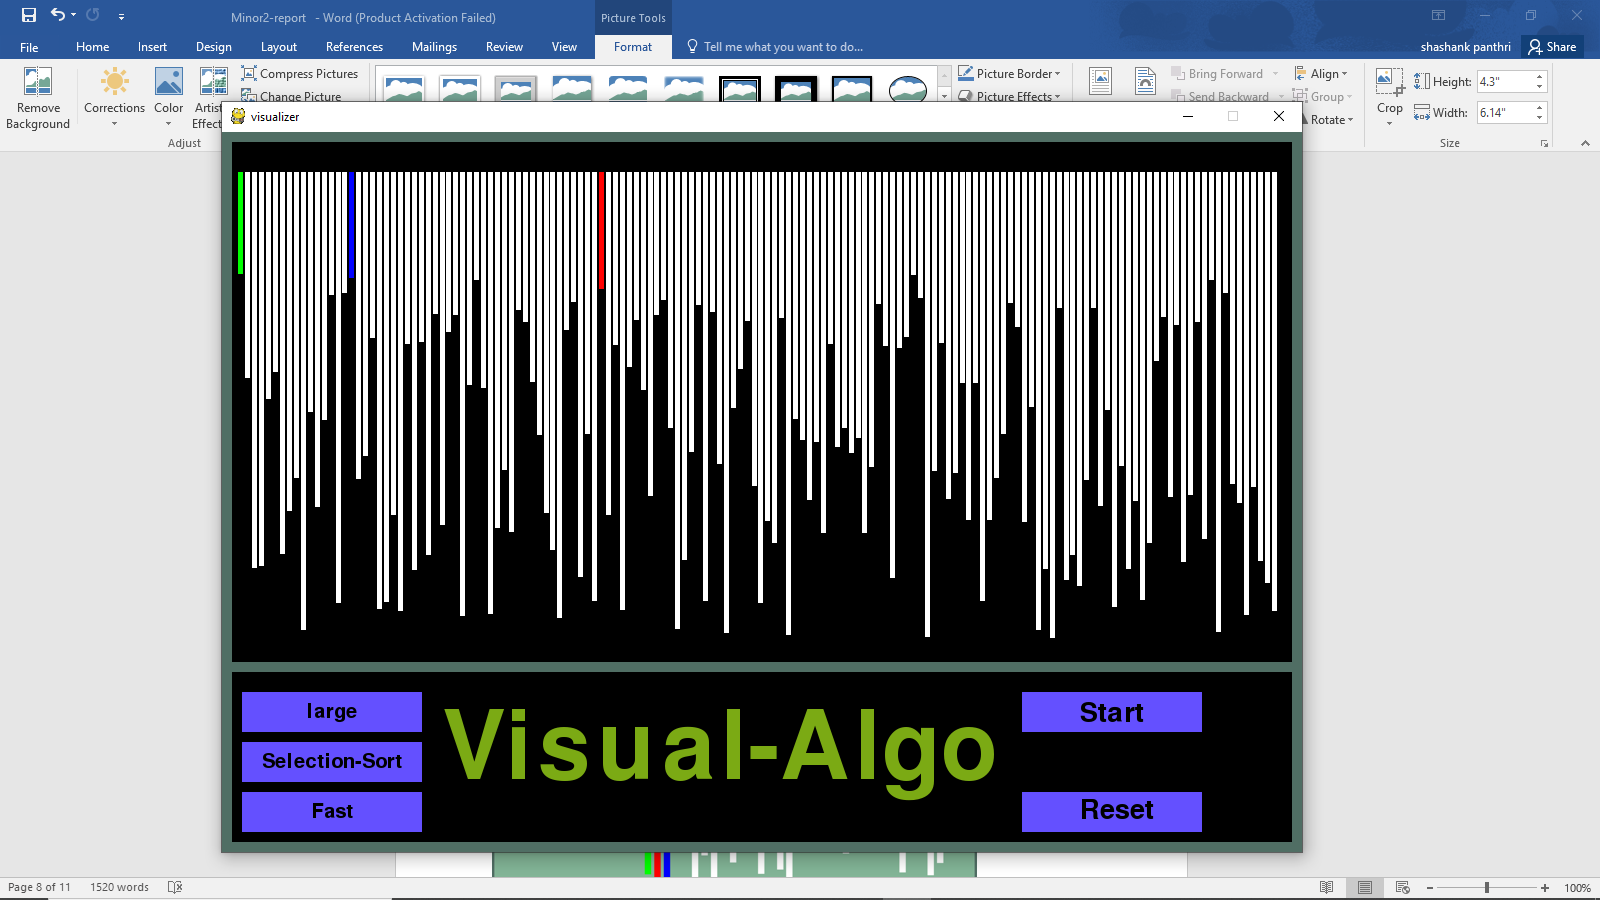 Minor2-report - Word (Product Activation Failed)
Picture Tools
File Home Insert Design Layout References Mailings Review View Format Tell me what you want to do...
shashank panthri Share
Remove Background
Corrections
Color
Artist
Effect
Compress Pictures
Change Picture
Adjust
Picture Border
Picture Effects
Bring Forward
Send Backward
Align
Group
Rotate
Crop
Height: 4.3"
Width: 6.14"
Size
visualizer
large
Selection-Sort
Fast
Visual-Algo
Start
Reset
Page 8 of 11 1520 words
100%